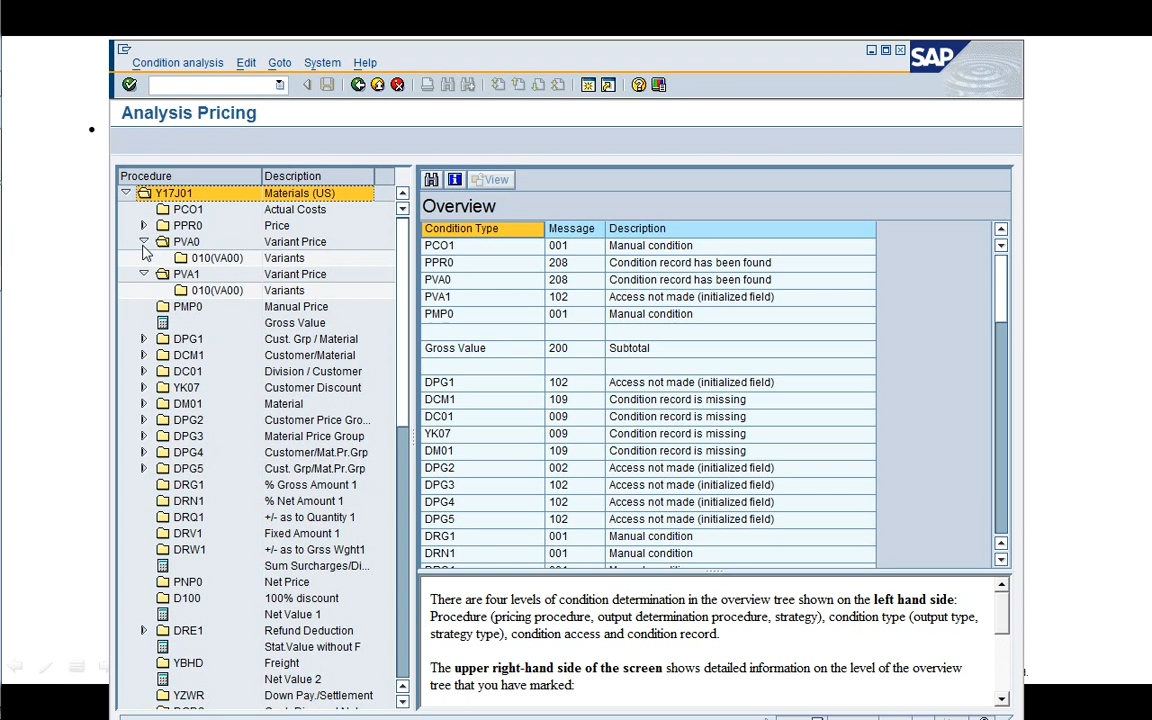 Condition analysis Edit Goto System Help
SAP
Analysis Pricing
•
Procedure Description
Y17J01 Materials (US)
PCO1 Actual Costs
PPR0 Price
PVA0 Variant Price
010(VA00) Variants
PVA1 Variant Price
010(VA00) Variants
PMP0 Manual Price
Gross Value
DPG1 Cust. Grp / Material
DCM1 Customer/Material
DC01 Division / Customer
YK07 Customer Discount
DM01 Material
DPG2 Customer Price Gro...
DPG3 Material Price Group
DPG4 Customer/Mat.Pr.Grp
DPG5 Cust. Grp/Mat.Pr.Grp
DRG1 % Gross Amount 1
DRN1 % Net Amount 1
DRQ1 +/- as to Quantity 1
DRV1 Fixed Amount 1
DRW1 +/- as to Grss Wght1
Sum Surcharges/Di...
PNP0 Net Price
D100 100% discount
Net Value 1
DRE1 Refund Deduction
Stat.Value without F
YBHD Freight
Net Value 2
YZWR Down Pay./Settlement
View
Overview
Condition Type Message Description
PCO1 001 Manual condition
PPR0 208 Condition record has been found
PVA0 208 Condition record has been found
PVA1 102 Access not made (initialized field)
PMP0 001 Manual condition
Gross Value 200 Subtotal
DPG1 102 Access not made (initialized field)
DCM1 109 Condition record is missing
DC01 009 Condition record is missing
YK07 009 Condition record is missing
DM01 109 Condition record is missing
DPG2 002 Access not made (initialized field)
DPG3 102 Access not made (initialized field)
DPG4 102 Access not made (initialized field)
DPG5 102 Access not made (initialized field)
DRG1 001 Manual condition
DRN1 001 Manual condition
There are four levels of condition determination in the overview tree shown on the left hand side:
Procedure (pricing procedure, output determination procedure, strategy), condition type (output type,
strategy type), condition access and condition record.
The upper right-hand side of the screen shows detailed information on the level of the overview
tree that you have marked: